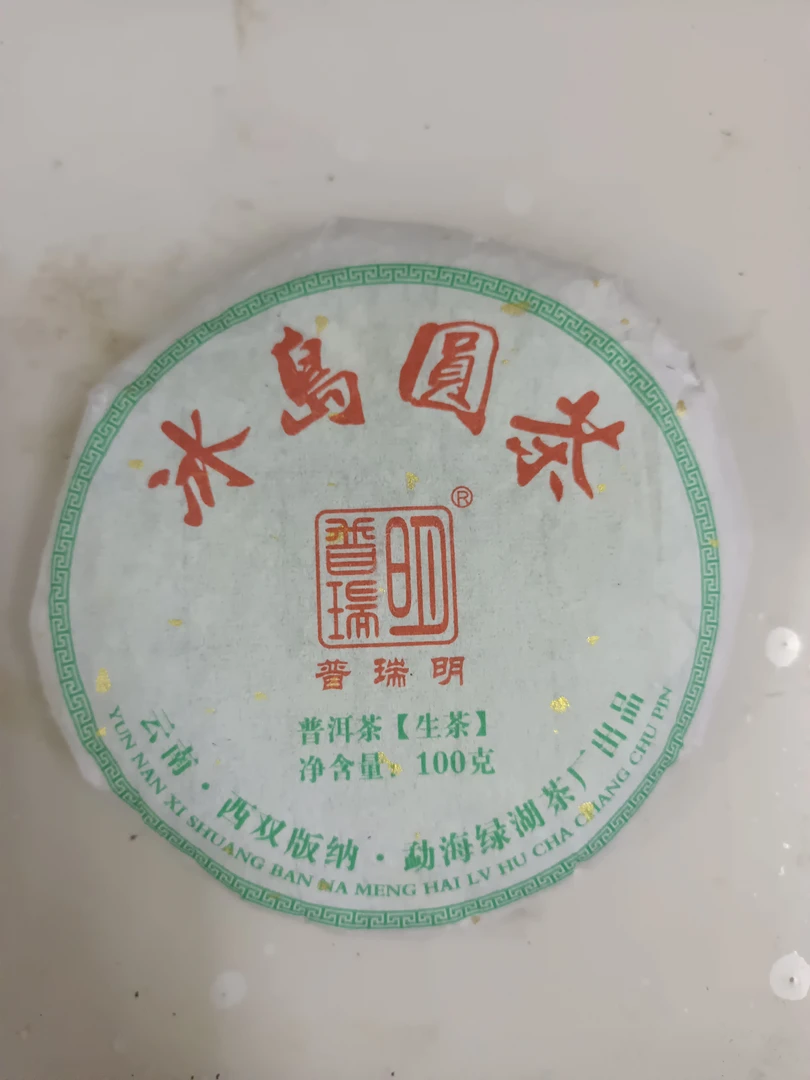 冰島圓茶
®
普瑞明
普瑞明
普洱茶【生茶】
净含量：100克
云南·西双版纳·勐海绿湖茶厂出品
YUN NAN XI SHUANG BAN NA MENG HAI LV HU CHA CHANG CHU PIN